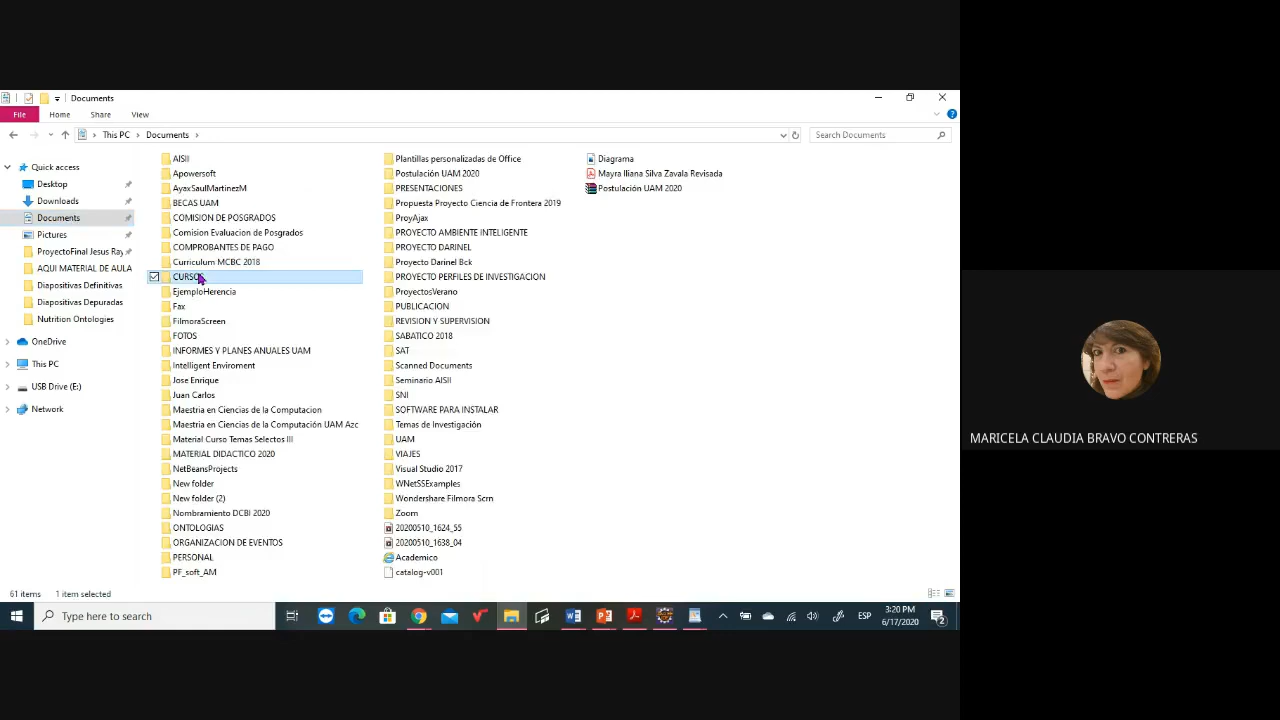 Documents
File
Home
Share
View
This PC
Documents
Search Documents
Quick access
Desktop
Downloads
Documents
Pictures
ProyectoFinal Jesus Ray
AQUI MATERIAL DE AULA
Diapositivas Definitivas
Diapositivas Depuradas
Nutrition Ontologies
OneDrive
This PC
USB Drive (E:)
Network
AISII
Apowersoft
AyaxSaulMartinezM
BECAS UAM
COMISION DE POSGRADOS
Comision Evaluacion de Posgrados
COMPROBANTES DE PAGO
Curriculum MCBC 2018
CURSOS
EjemploHerencia
Fax
FilmoraScreen
FOTOS
INFORMES Y PLANES ANUALES UAM
Intelligent Enviroment
Jose Enrique
Juan Carlos
Maestria en Ciencias de la Computacion
Maestria en Ciencias de la Computación UAM Azc
Material Curso Temas Selectos III
MATERIAL DIDACTICO 2020
NetBeansProjects
New folder
New folder (2)
Nombramiento DCBI 2020
ONTOLOGIAS
ORGANIZACION DE EVENTOS
PERSONAL
PF_soft_AM
Plantillas personalizadas de Office
Postulación UAM 2020
PRESENTACIONES
Propuesta Proyecto Ciencia de Frontera 2019
ProyAjax
PROYECTO AMBIENTE INTELIGENTE
PROYECTO DARINEL
Proyecto Darinel Bck
PROYECTO PERFILES DE INVESTIGACION
ProyectosVerano
PUBLICACION
REVISION Y SUPERVISION
SABATICO 2018
SAT
Scanned Documents
Seminario AISII
SNI
SOFTWARE PARA INSTALAR
Temas de Investigación
UAM
VIAJES
Visual Studio 2017
WNetSSExamples
Wondershare Filmora Scrn
Zoom
20200510_1624_55
20200510_1638_04
Academico
catalog-v001
Diagrama
Mayra Iliana Silva Zavala Revisada
Postulación UAM 2020
61 items
1 item selected
Type here to search
ESP
3:20 PM
6/17/2020
2
MARICELA CLAUDIA BRAVO CONTRERAS